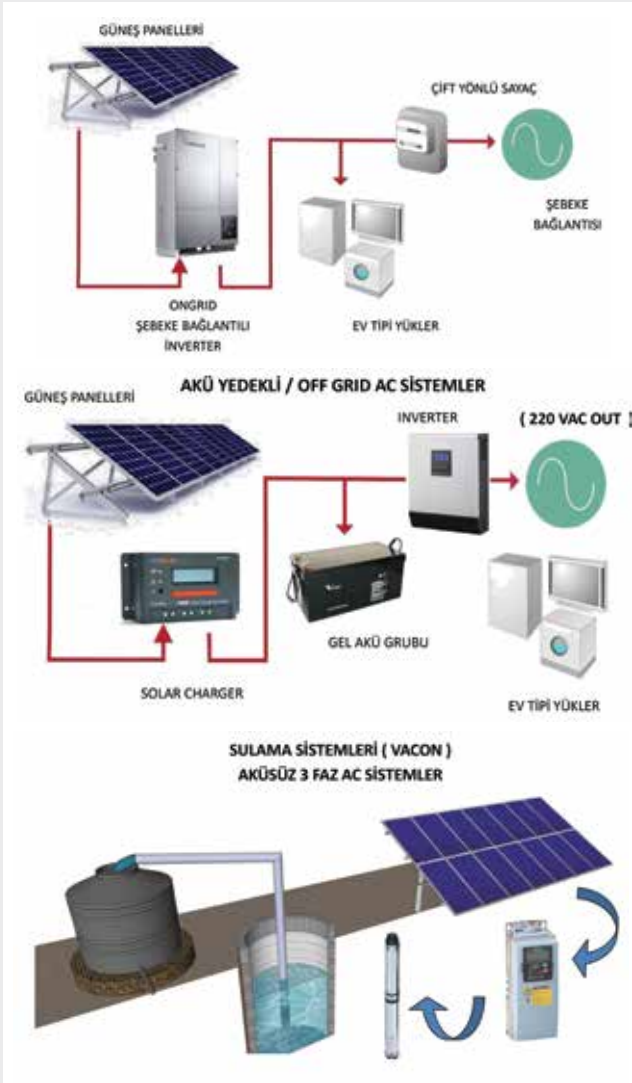 GÜNEŞ PANELLERİ
ÇİFT YÖNLÜ SAYAÇ
ŞEBEKE
BAĞLANTISI
ONGRID
ŞEBEKE BAĞLANTILI
İNVERTER
EV TİPİ YÜKLER
AKÜ YEDEKLİ / OFF GRID AC SİSTEMLER
GÜNEŞ PANELLERİ
INVERTER
( 220 VAC OUT )
GEL AKÜ GRUBU
SOLAR CHARGER
EV TİPİ YÜKLER
SULAMA SİSTEMLERİ ( VACON )
AKÜSÜZ 3 FAZ AC SİSTEMLER